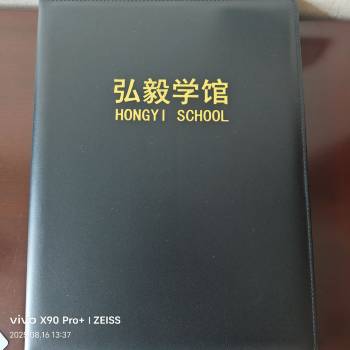 弘毅学馆
HONGYI SCHOOL
vivo X90 Pro+ | ZEISS
2025.08.16 13:37